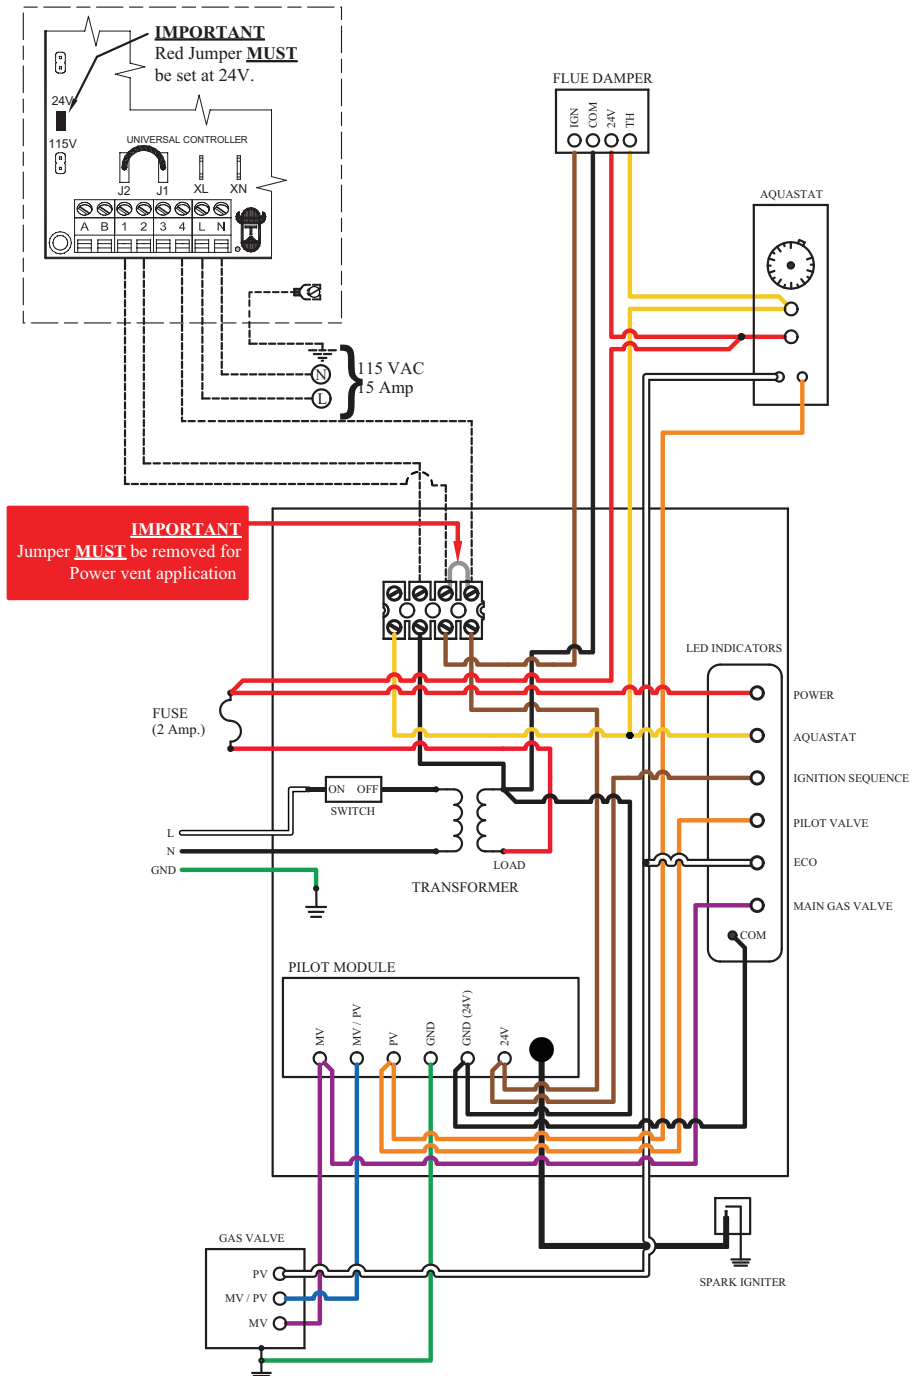 IMPORTANT
Red Jumper MUST
be set at 24V.
24V
115V
UNIVERSAL CONTROLLER
J2 J1 XL XN
A B 1 2 3 4 L N
T
FLUE DAMPER
IGN COM 24V TH
AQUASTAT
N
L
115 VAC
15 Amp
IMPORTANT
Jumper MUST be removed for
Power vent application
LED INDICATORS
POWER
AQUASTAT
IGNITION SEQUENCE
PILOT VALVE
ECO
MAIN GAS VALVE
COM
FUSE
(2 Amp.)
ON OFF
SWITCH
L
N
GND
LOAD
TRANSFORMER
PILOT MODULE
MV MV / PV PV GND GND (24V) 24V
GAS VALVE
PV
MV / PV
MV
SPARK IGNITER